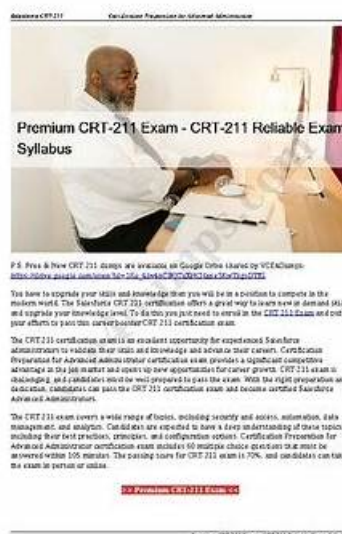 Salesforce CRT-211 Certification Preparation for Advanced Administrator
Premium CRT-211 Exam - CRT-211 Reliable Exam
Syllabus
P.S. Free & New CRT-211 dumps are available on Google Drive shared by
You have to upgrade your skills and knowledge then you will be in a position to compete in the
modern world. The Salesforce CRT-211 certification offers a great way to learn new in demand
and upgrade your knowledge level. To do this you just need to enroll in the CRT-211 Exam and put
your efforts to pass this career booster CRT-211 certification exam.
The CRT-211 certification exam is an excellent opportunity for experienced Salesforce
administrators to validate their skills and knowledge and advance their careers. Certification
Preparation for Advanced Administrator certification exam provides a significant competitive
advantage in the job market and opens up new opportunities for career growth. CRT-211 exam is
challenging, and candidates must be well prepared to pass the exam. With the right preparation and
dedication, candidates can pass the CRT-211 certification exam and become certified Salesforce
Advanced Administrators.
The CRT-211 exam covers a wide range of topics, including security and access, automation, data
management, and analytics. Candidates are expected to have a deep understanding of these topics,
including their best practices, principles, and configuration options. Certification Preparation for
Advanced Administrator certification exam includes 60 multiple-choice questions that must be
answered within 105 minutes. The passing score for CRT-211 exam is 70%, and candidates can take
the exam in person or online.
>> Premium CRT-211 Exam <<